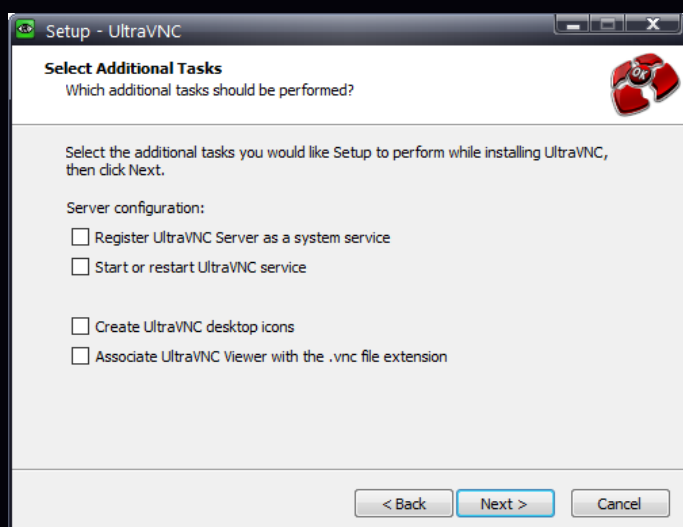 Setup - UltraVNC
Select Additional Tasks
Which additional tasks should be performed?
OK
Select the additional tasks you would like Setup to perform while installing UltraVNC,
then click Next.
Server configuration:
Register UltraVNC Server as a system service
Start or restart UltraVNC service
Create UltraVNC desktop icons
Associate UltraVNC Viewer with the .vnc file extension
< Back Next > Cancel